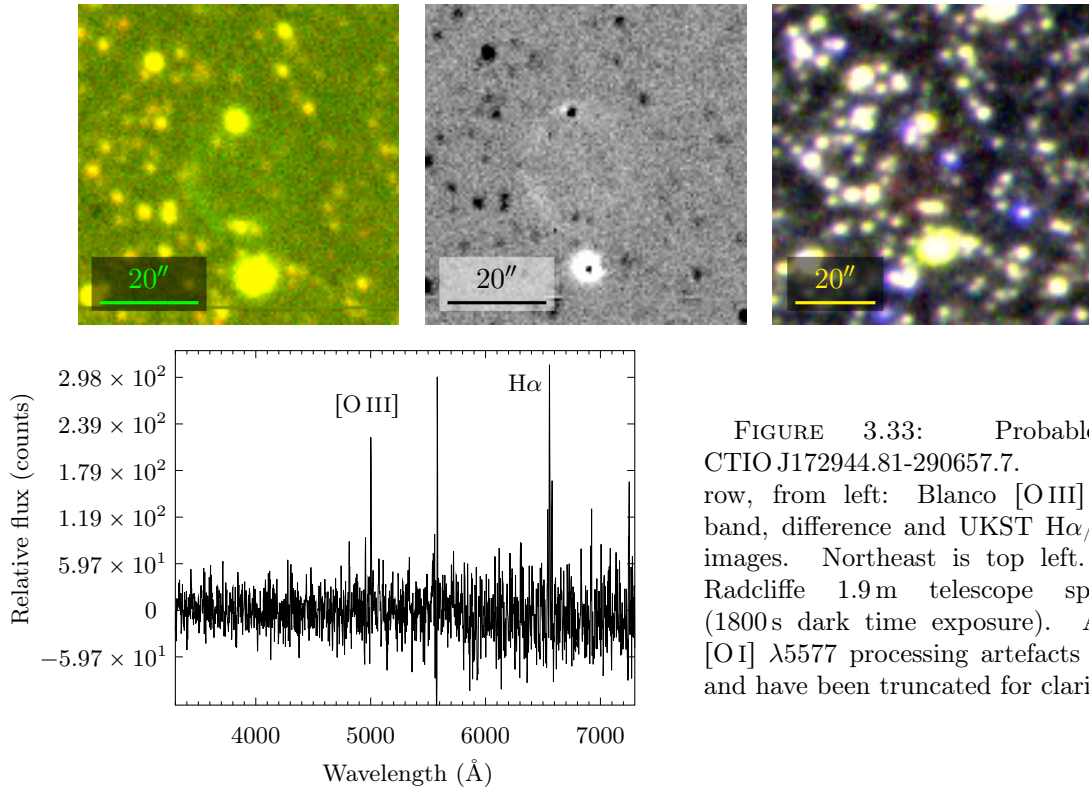 20″
20″
20″
2.98 × 10²
2.39 × 10²
1.79 × 10²
1.19 × 10²
5.97 × 10¹
0
−5.97 × 10¹
Relative flux (counts)
[O III]
Hα
4000
5000
6000
7000
Wavelength (Å)
FIGURE 3.33: Probable
CTIO J172944.81-290657.7.
row, from left: Blanco [O III]
band, difference and UKST Hα/
images. Northeast is top left.
Radcliffe 1.9 m telescope
(1800 s dark time exposure).
[O I] λ5577 processing artefacts
and have been truncated for